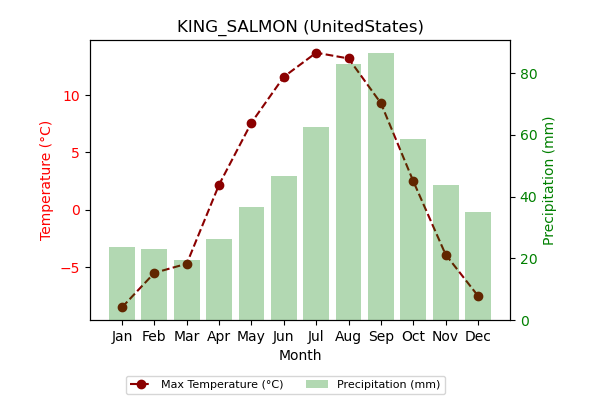 KING_SALMON (UnitedStates)
Temperature (°C)
10
5
0
−5
Precipitation (mm)
80
60
40
20
0
Jan Feb Mar Apr May Jun Jul Aug Sep Oct Nov Dec
Month
Max Temperature (°C) Precipitation (mm)